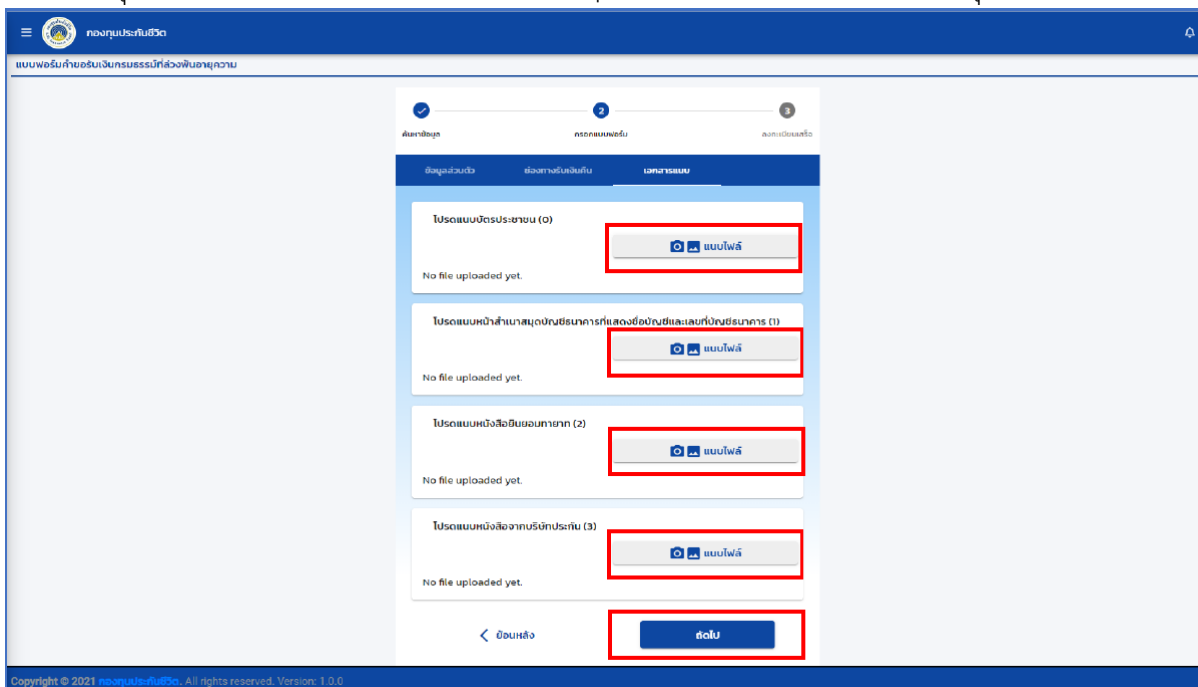 กองทุนประกันชีวิต
แบบฟอร์มคำขอรับเงินกรมธรรม์ที่ล่วงพ้นอายุความ
2
3
ค้นหาข้อมูล
กรอกแบบฟอร์ม
ลงทะเบียนเสร็จ
ข้อมูลส่วนตัว
ช่องทางรับเงินคืน
เอกสารแนบ
โปรดแนบบัตรประชาชน (0)
แนบไฟล์
No file uploaded yet.
โปรดแนบหน้าสำเนาสมุดบัญชีธนาคารที่แสดงชื่อบัญชีและเลขที่บัญชีธนาคาร (1)
แนบไฟล์
No file uploaded yet.
โปรดแนบหนังสือยินยอมทายาท (2)
แนบไฟล์
No file uploaded yet.
โปรดแนบหนังสือจากบริษัทประกัน (3)
แนบไฟล์
No file uploaded yet.
ย้อนหลัง
ถัดไป
Copyright © 2021 กองทุนประกันชีวิต. All rights reserved. Version: 1.0.0